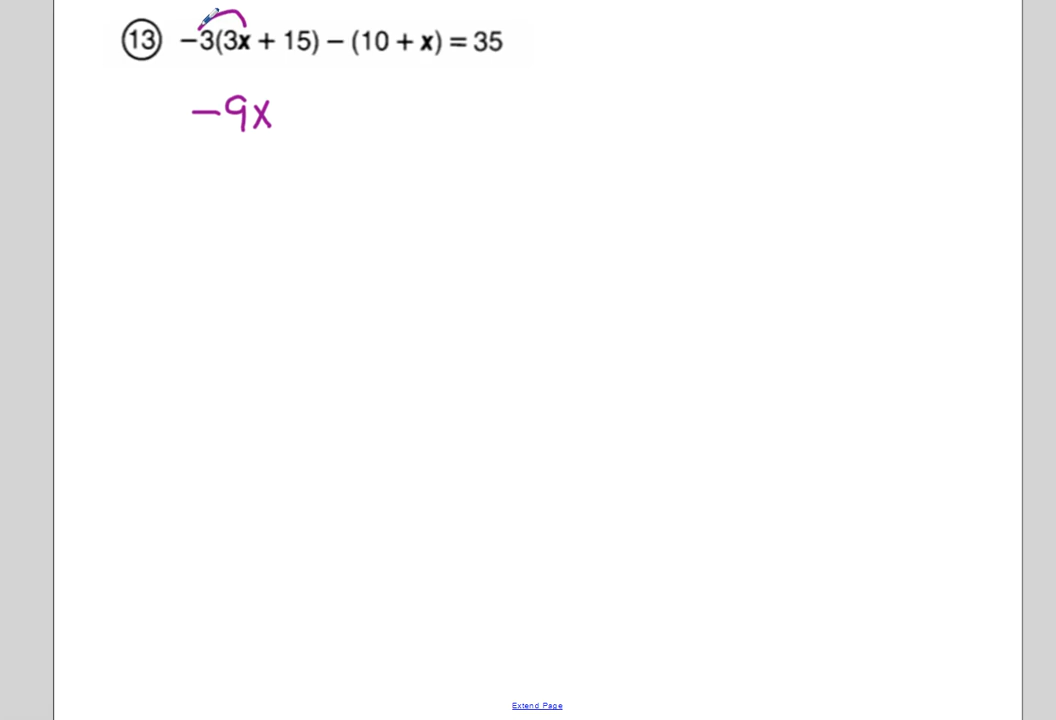 13 −3(3x + 15) − (10 + x) = 35
−9x
Extend Page